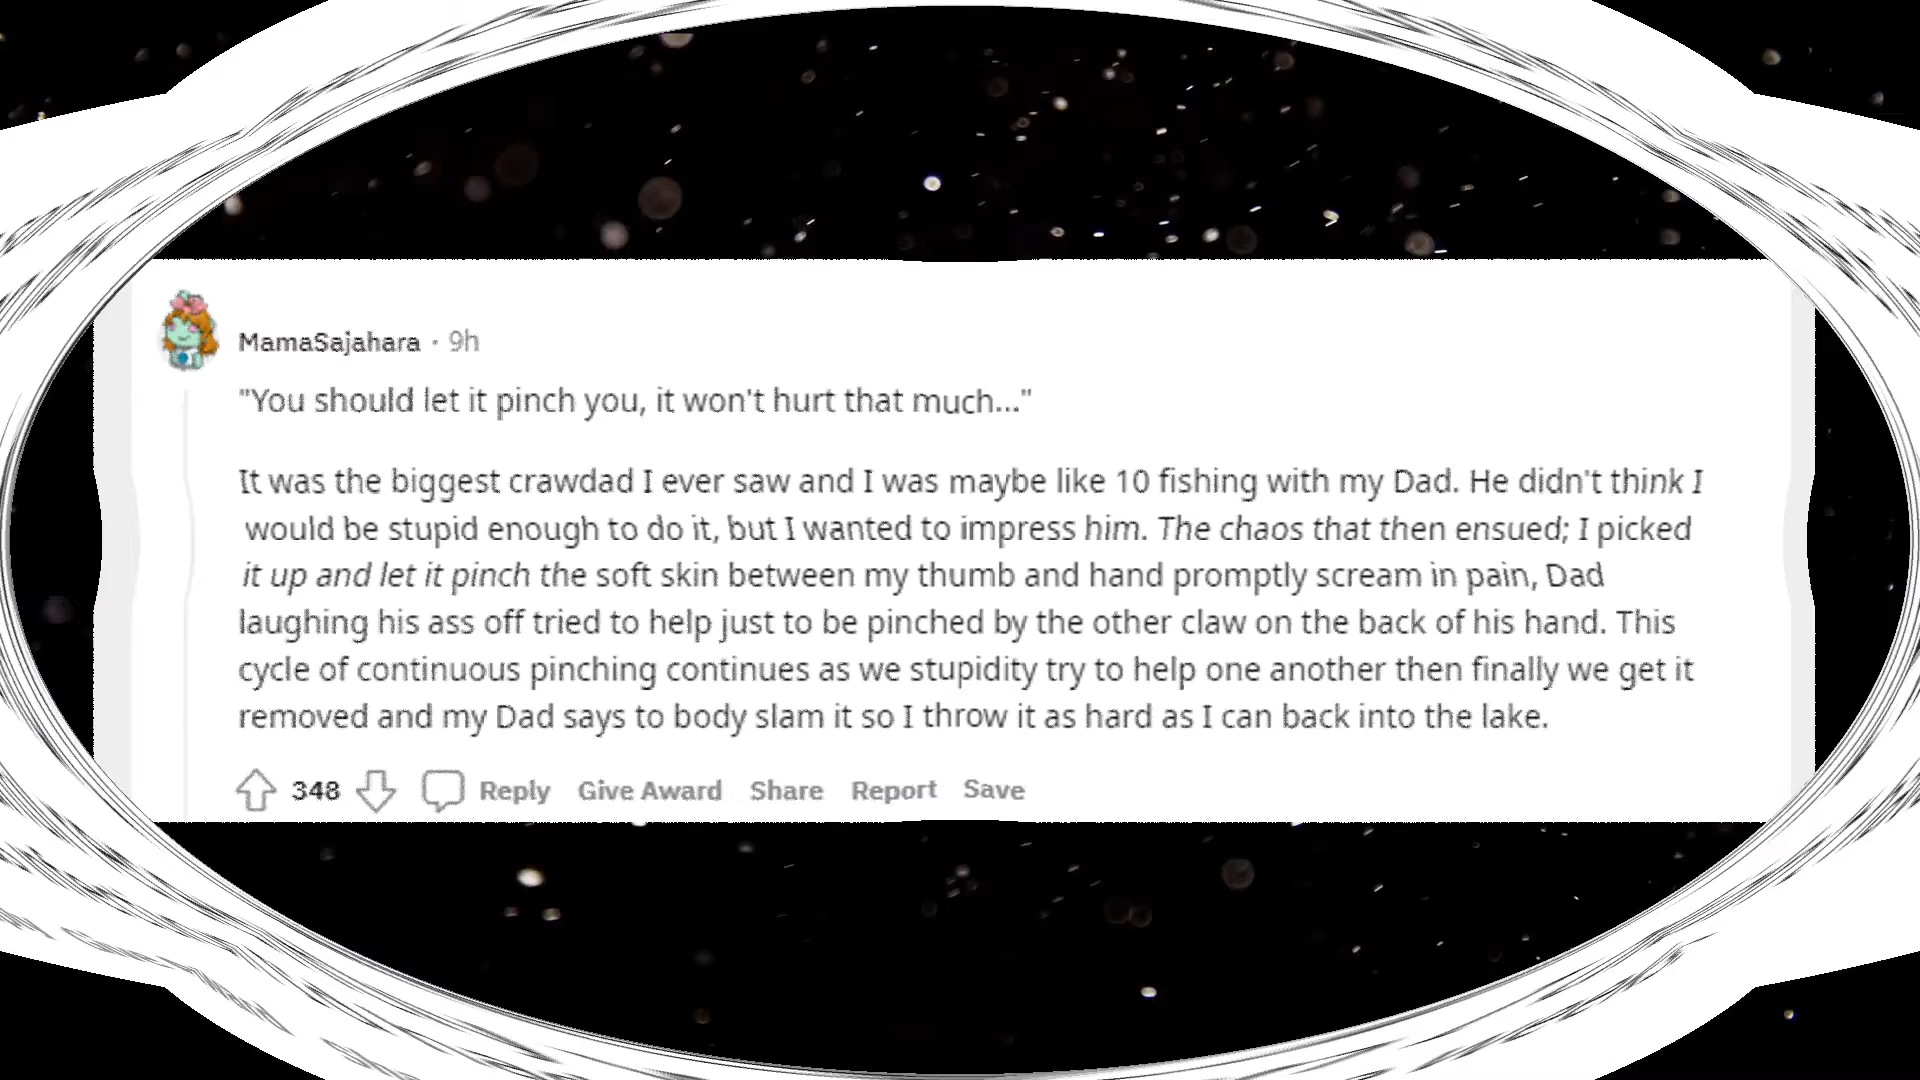 MamaSajahara · 9h
"You should let it pinch you, it won't hurt that much..."
It was the biggest crawdad I ever saw and I was maybe like 10 fishing with my Dad. He didn't think I
would be stupid enough to do it, but I wanted to impress him. The chaos that then ensued; I picked
it up and let it pinch the soft skin between my thumb and hand promptly scream in pain, Dad
laughing his ass off tried to help just to be pinched by the other claw on the back of his hand. This
cycle of continuous pinching continues as we stupidity try to help one another then finally we get it
removed and my Dad says to body slam it so I throw it as hard as I can back into the lake.
348 Reply Give Award Share Report Save